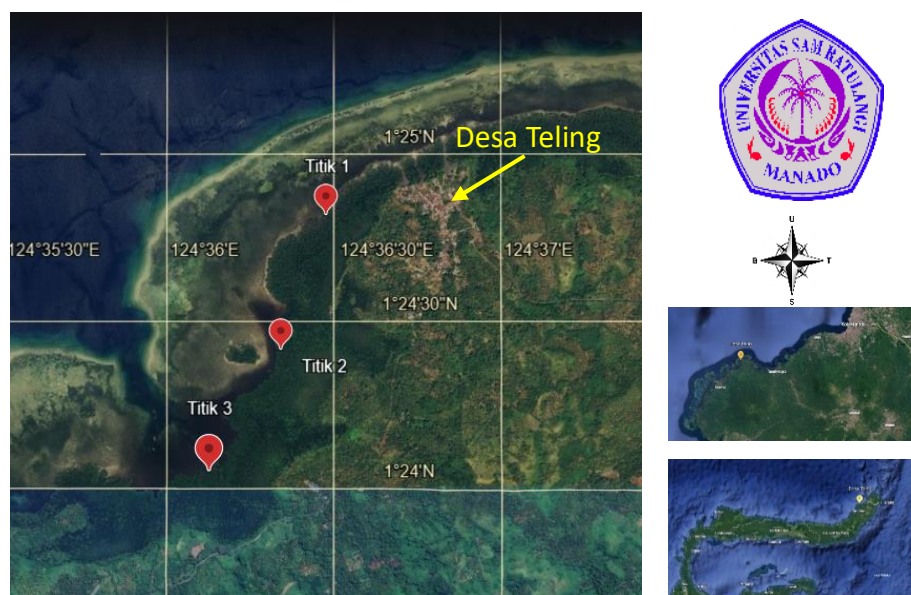 1°25'N
Desa Teling
Titik 1
124°35'30"E
124°36'E
124°36'30"E
124°37'E
1°24'30"N
Titik 2
Titik 3
1°24'N
UNIVERSITAS SAM RATULANGI
MANADO
U
B
T
S